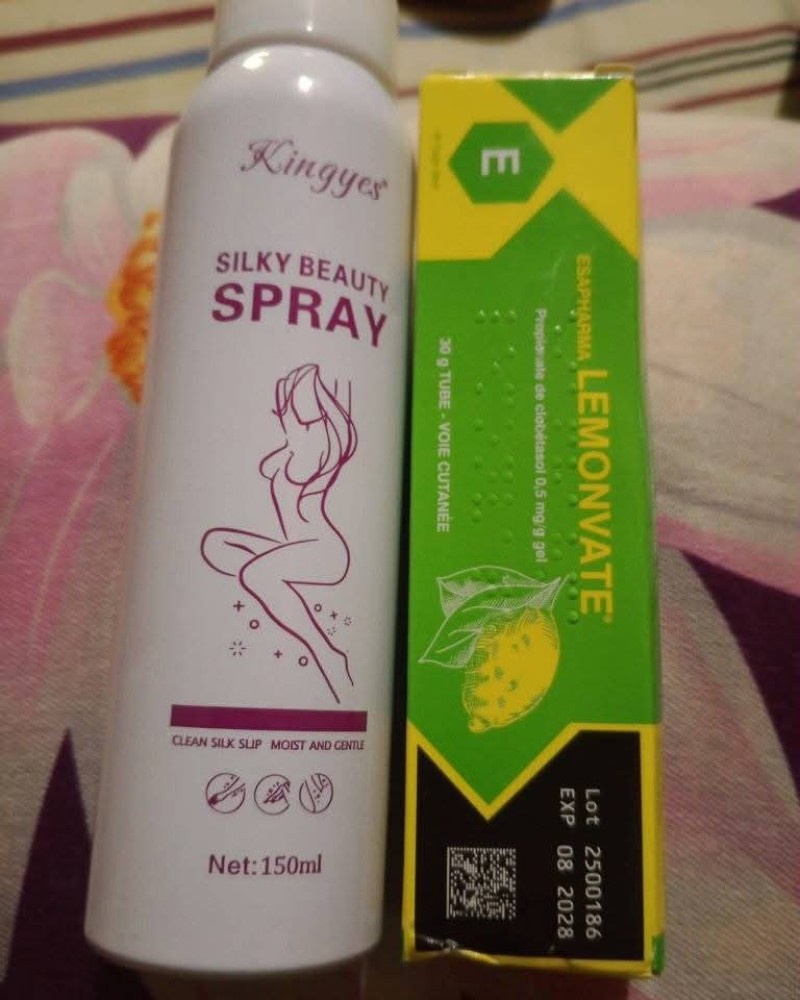 Kingyes®
SILKY BEAUTY
SPRAY
CLEAN SILK SLIP MOIST AND GENTLE
Net:150ml
E
ESAPHARMA LEMONVATE®
Propionate de clobétasol 0,5 mg/g gel
30 g TUBE - VOIE CUTANÉE
Lot 2500186
EXP 08 2028